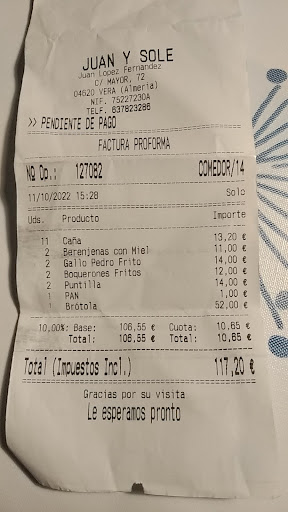 JUAN Y SOLE
Juan Lopez Fernandez
C/ MAYOR, 72
04620 VERA (Almeria)
NIF. 75227230A
TELF. 637823286
>> PENDIENTE DE PAGO
FACTURA PROFORMA
Nº Op.: 127082 COMEDOR/14
11/10/2022 15:28 Solo
Uds. Producto Importe
11 Caña 13,20 €
2 Berenjenas con Miel 11,00 €
2 Gallo Pedro Frito 14,00 €
2 Boquerones Fritos 12,00 €
2 Puntilla 14,00 €
1 PAN 1,00 €
1 Brótola 52,00 €
10,00%: Base: 106,55 € Cuota: 10,65 €
Total: 106,55 € Total: 10,65 €
Total (Impuestos Incl.) 117,20 €
Gracias por su visita
Le esperamos pronto